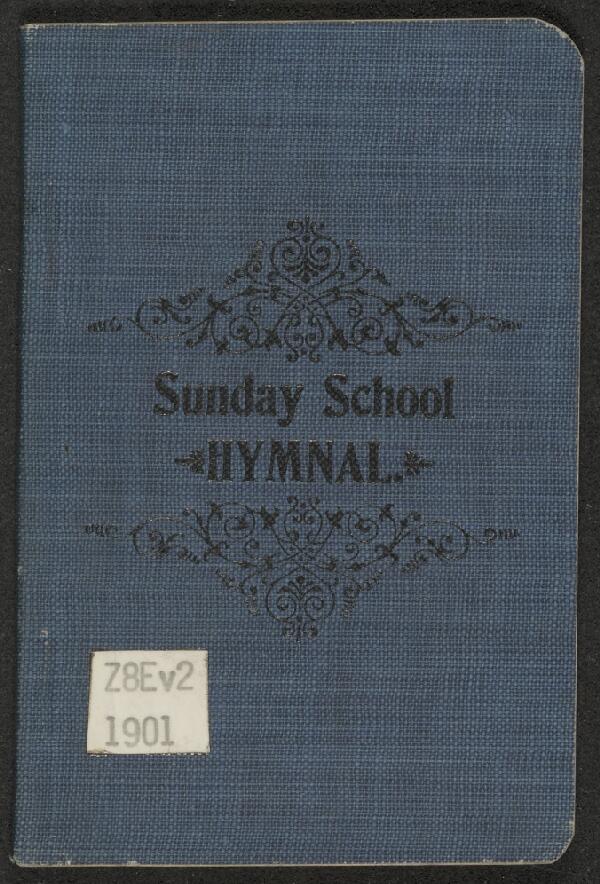 Sunday School
HYMNAL.
Z8Ev2
1901